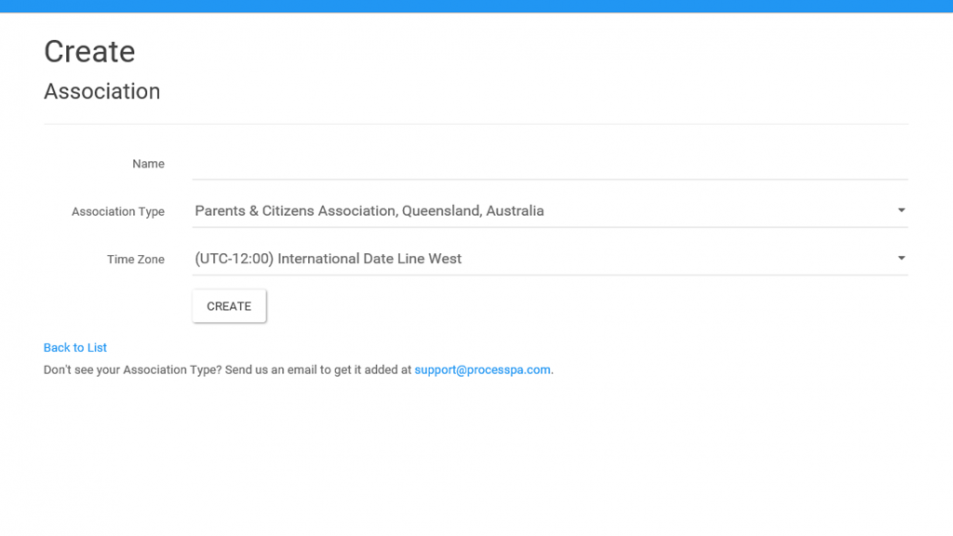 Create
Association
Name
Association Type Parents & Citizens Association, Queensland, Australia
Time Zone (UTC-12:00) International Date Line West
CREATE
Back to List
Don't see your Association Type? Send us an email to get it added at support@processpa.com.